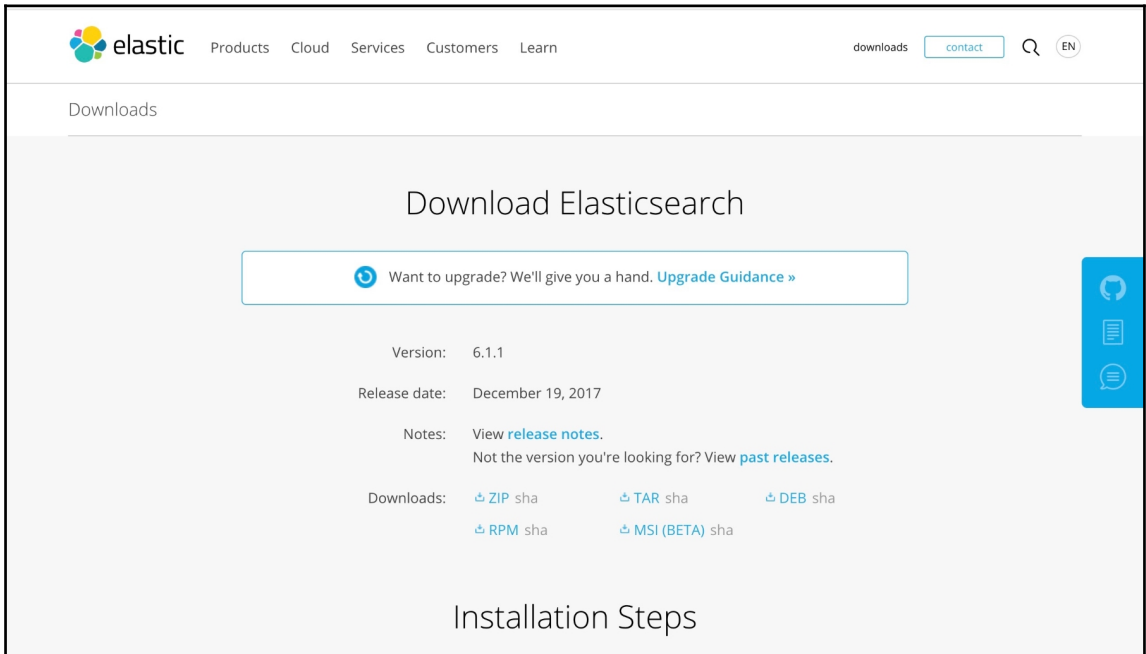 elastic Products Cloud Services Customers Learn downloads contact EN
Downloads
Download Elasticsearch
Want to upgrade? We'll give you a hand. Upgrade Guidance »
Version: 6.1.1
Release date: December 19, 2017
Notes: View release notes.
Not the version you're looking for? View past releases.
Downloads: ZIP sha TAR sha DEB sha
RPM sha MSI (BETA) sha
Installation Steps